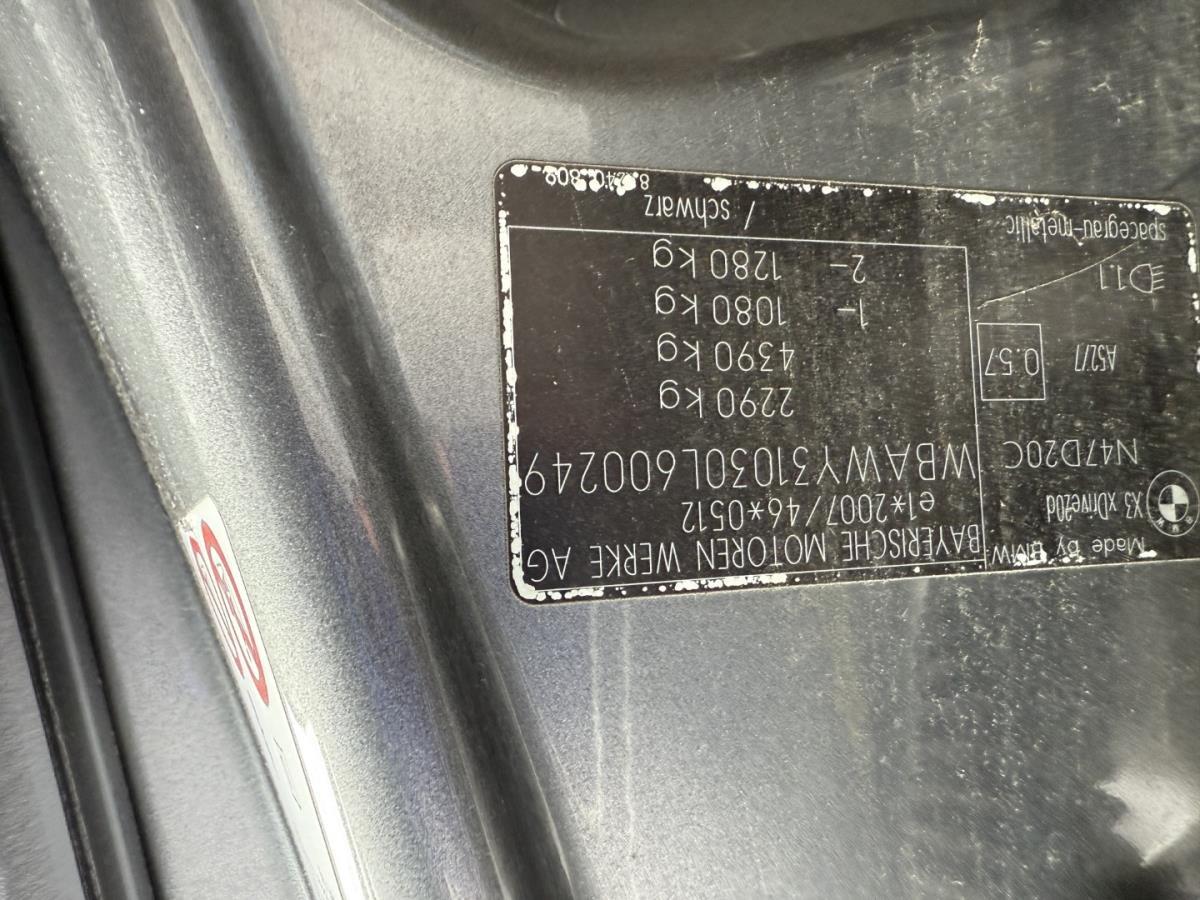 Made by BMW
X3 xDrive20d
N47D20C
A52/7
0.57
D1.1
spacegrau-metallic
/ schwarz
BAYERISCHE MOTOREN WERKE AG
e1*2007/46*0512
WBAWY31030L600249
2290 kg
4390 kg
1- 1080 kg
2- 1280 kg